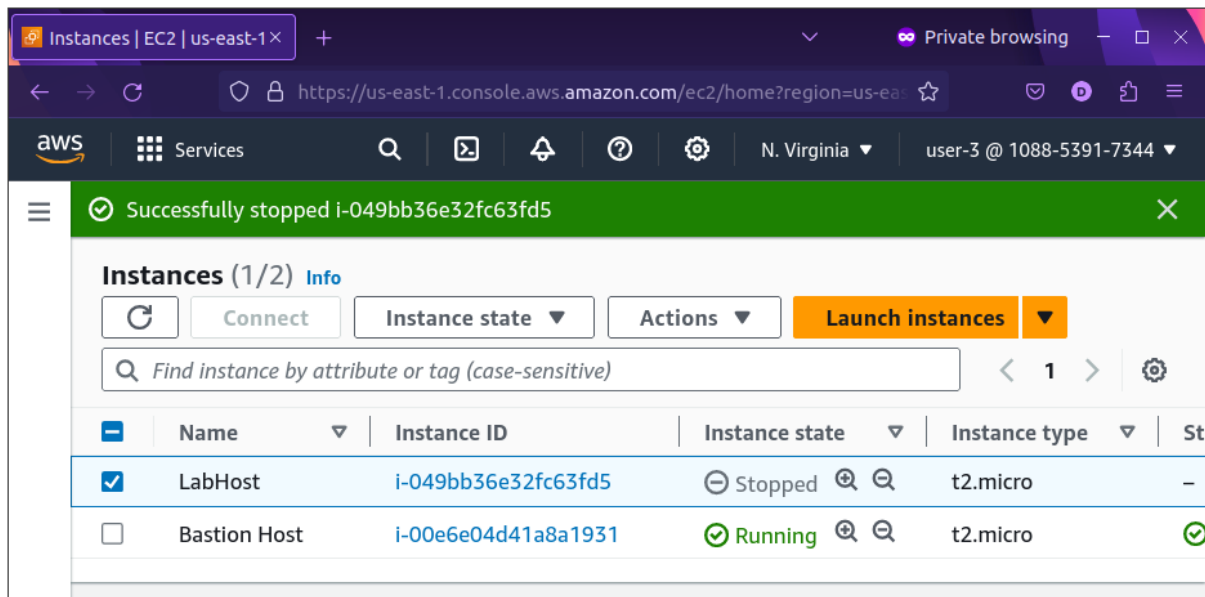 Instances | EC2 | us-east-1
Private browsing
https://us-east-1.console.aws.amazon.com/ec2/home?region=us-eas
D
aws Services N. Virginia user-3 @ 1088-5391-7344
Successfully stopped i-049bb36e32fc63fd5
Instances (1/2) Info
Connect Instance state Actions Launch instances
Find instance by attribute or tag (case-sensitive) 1
Name Instance ID Instance state Instance type St
LabHost i-049bb36e32fc63fd5 Stopped t2.micro –
Bastion Host i-00e6e04d41a8a1931 Running t2.micro